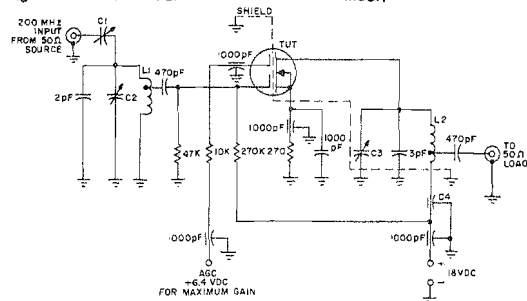 SHIELD
200 MHz
INPUT
FROM 50Ω
SOURCE
C1
TUT
1000pF
L1
470pF
2pF
C2
47K
10K
270K
270
1000pF
1000
pF
C3
3pF
L2
470pF
TO
50Ω
LOAD
C4
1000pF
1000pF
AGC
+6.4 VDC
FOR MAXIMUM GAIN
+
18VDC
-